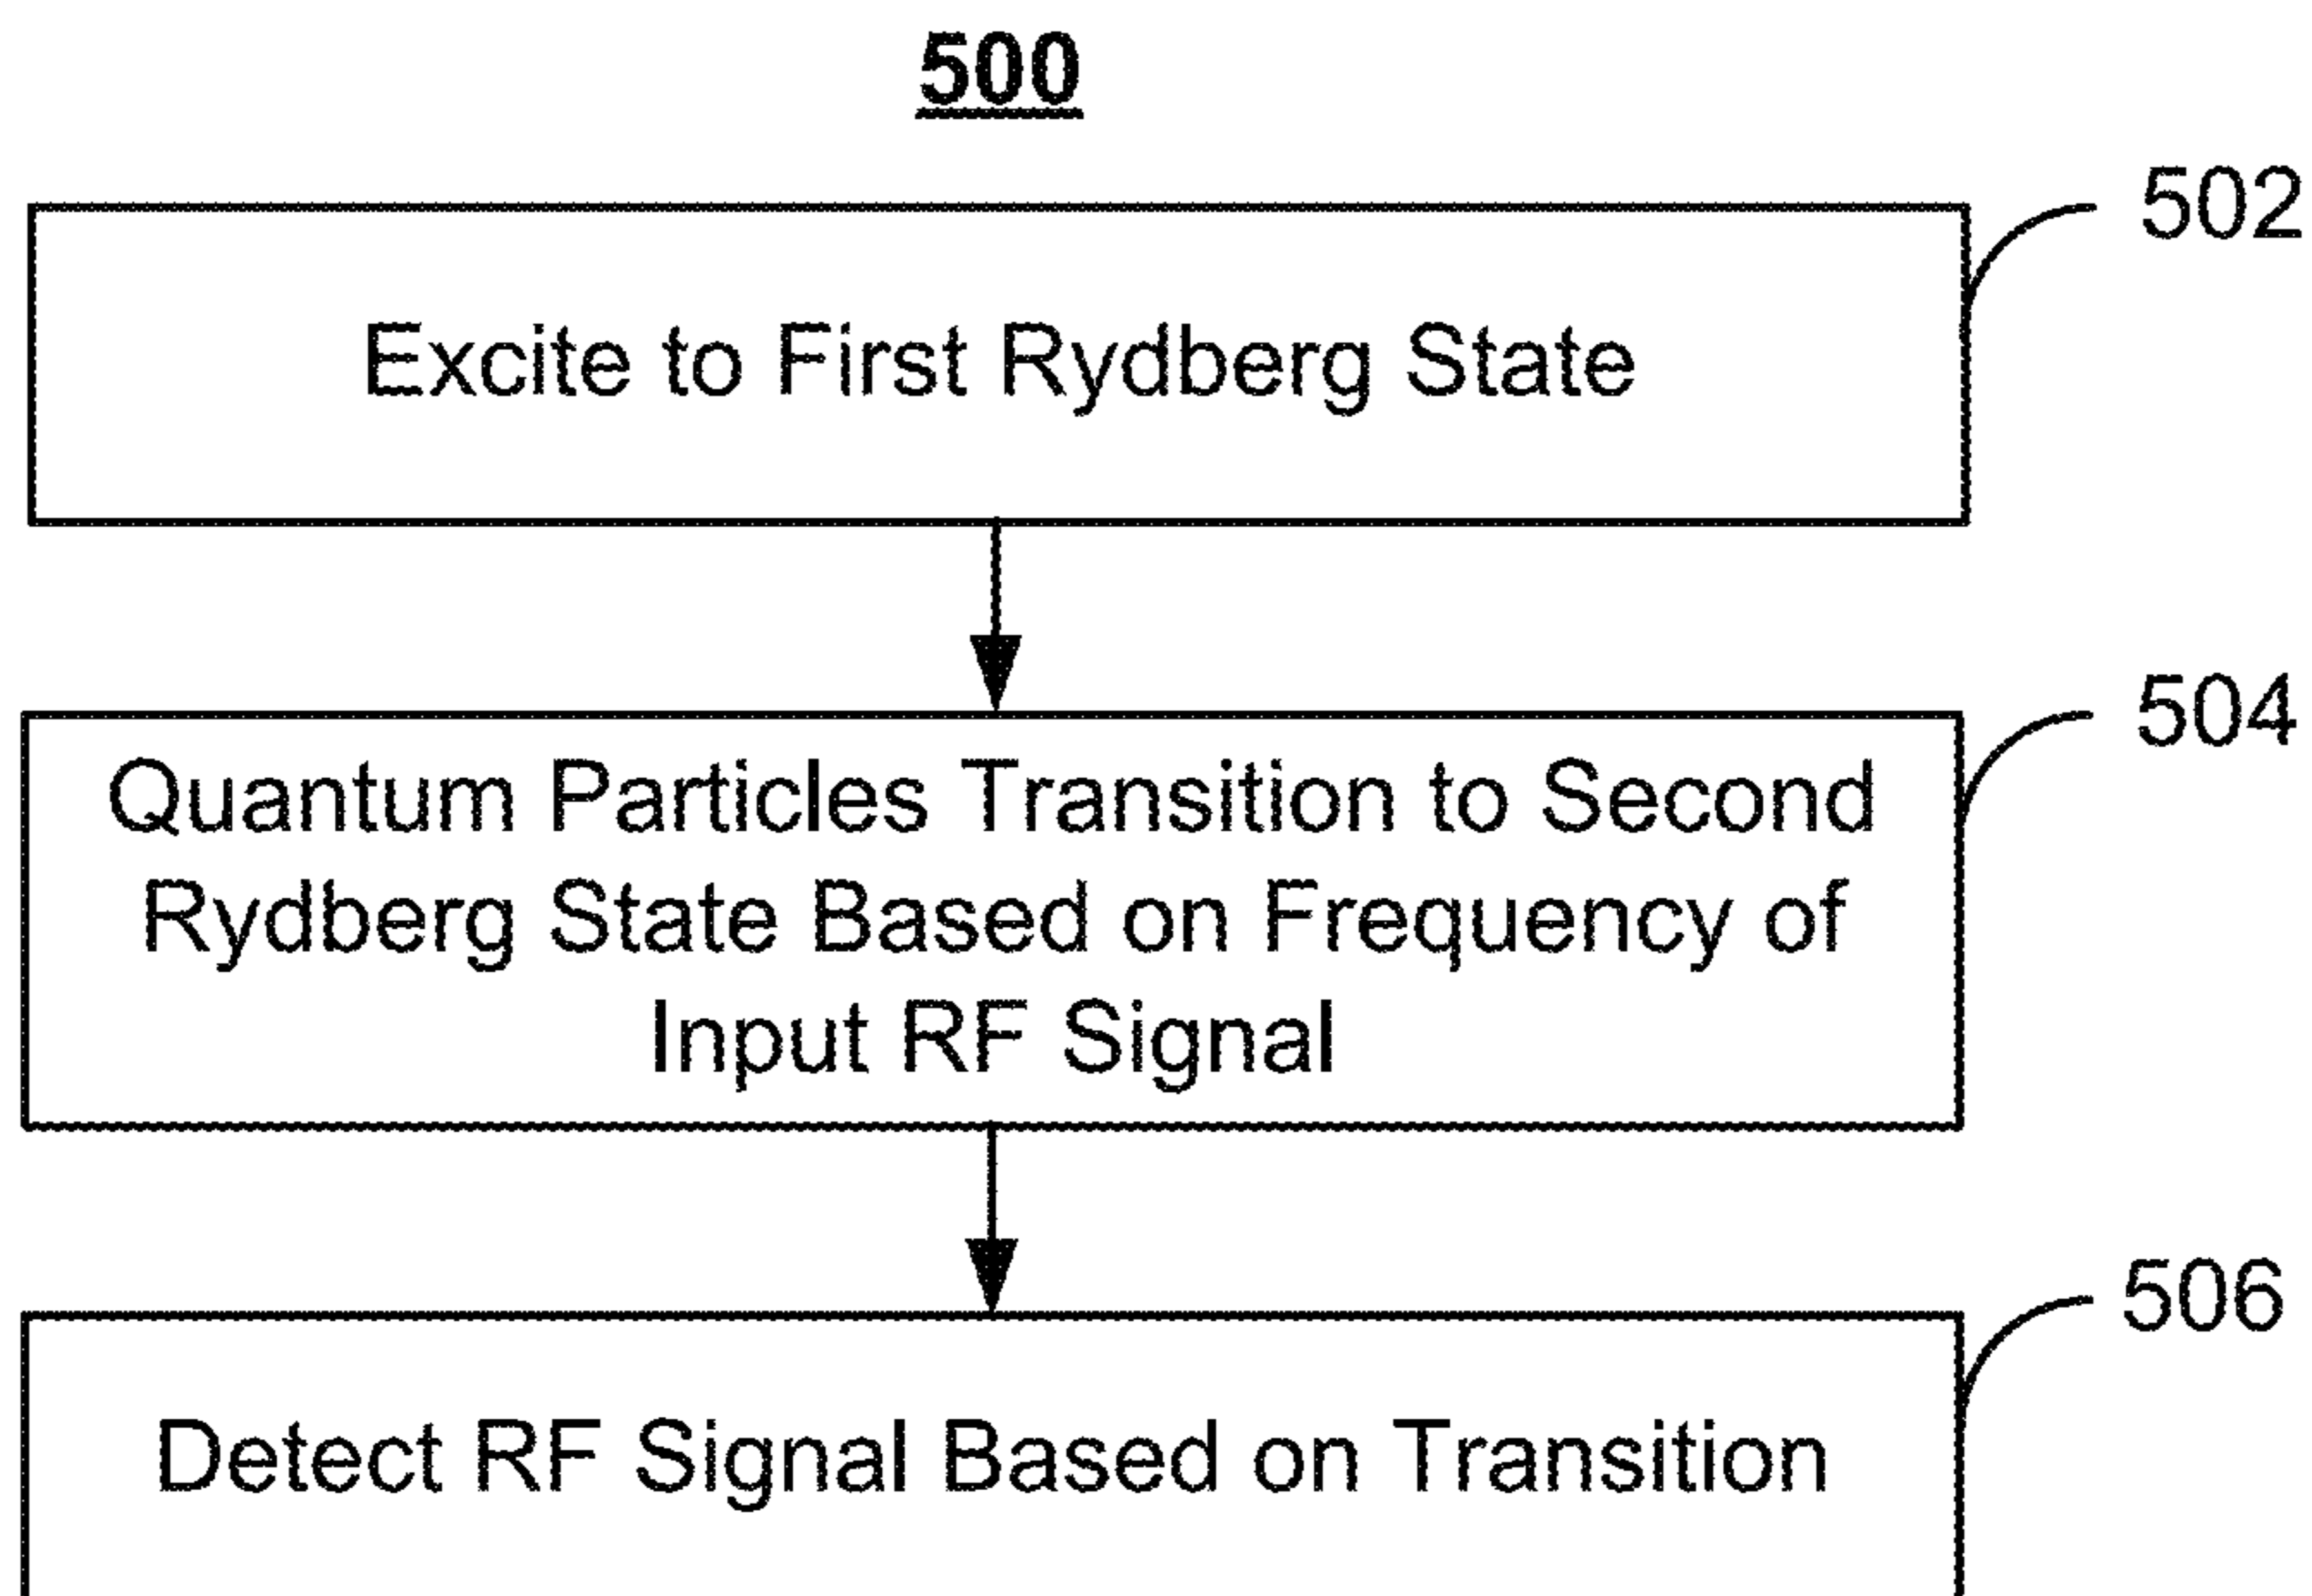 500
502
Excite to First Rydberg State
504
Quantum Particles Transition to Second
Rydberg State Based on Frequency of
Input RF Signal
506
Detect RF Signal Based on Transition